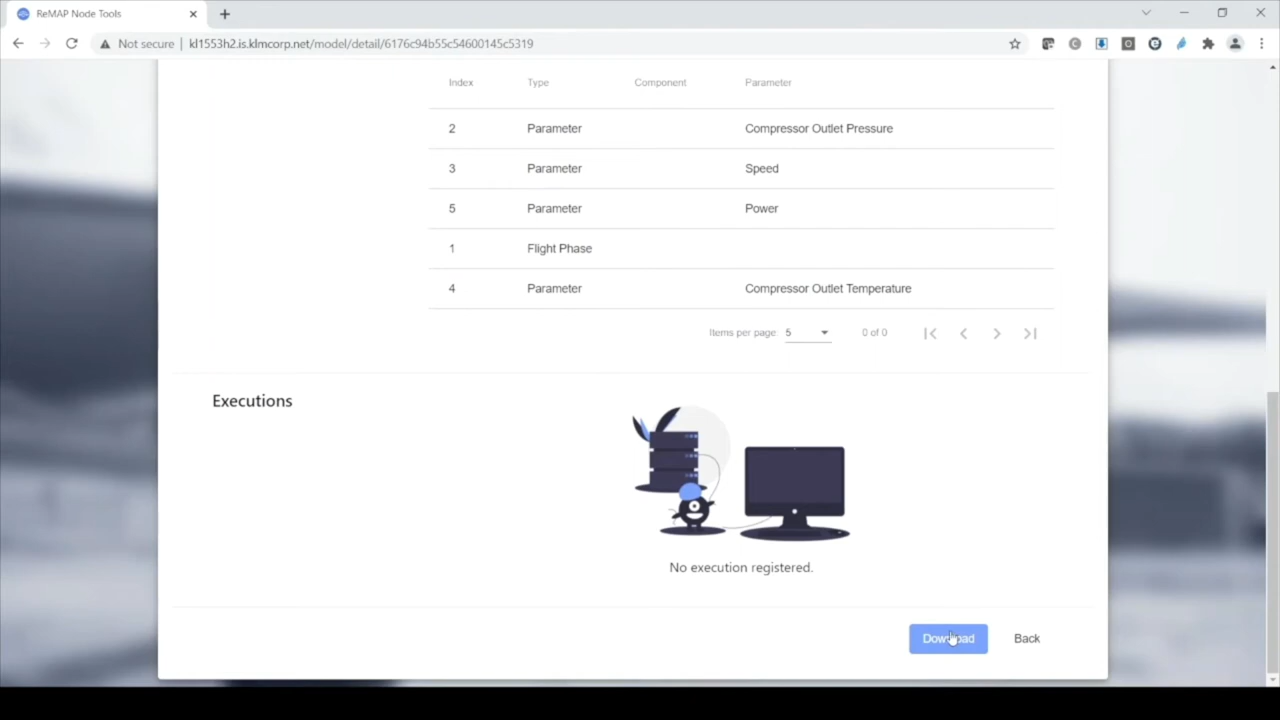 ReMAP Node Tools
Not secure | kl1553h2.is.klmcorp.net/model/detail/6176c94b55c54600145c5319
Index Type Component Parameter
2 Parameter Compressor Outlet Pressure
3 Parameter Speed
5 Parameter Power
1 Flight Phase
4 Parameter Compressor Outlet Temperature
Items per page: 5 0 of 0
Executions
No execution registered.
Download Back